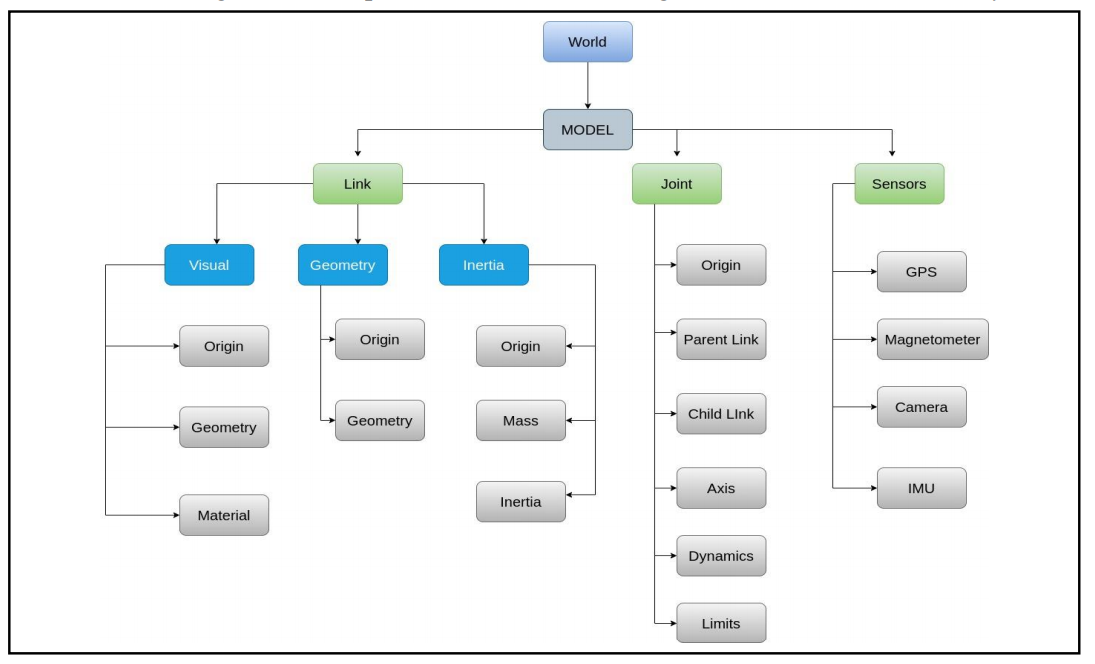 World
MODEL
Link
Joint
Sensors
Visual
Geometry
Inertia
Origin
Geometry
Material
Origin
Geometry
Origin
Mass
Inertia
Origin
Parent Link
Child LInk
Axis
Dynamics
Limits
GPS
Magnetometer
Camera
IMU